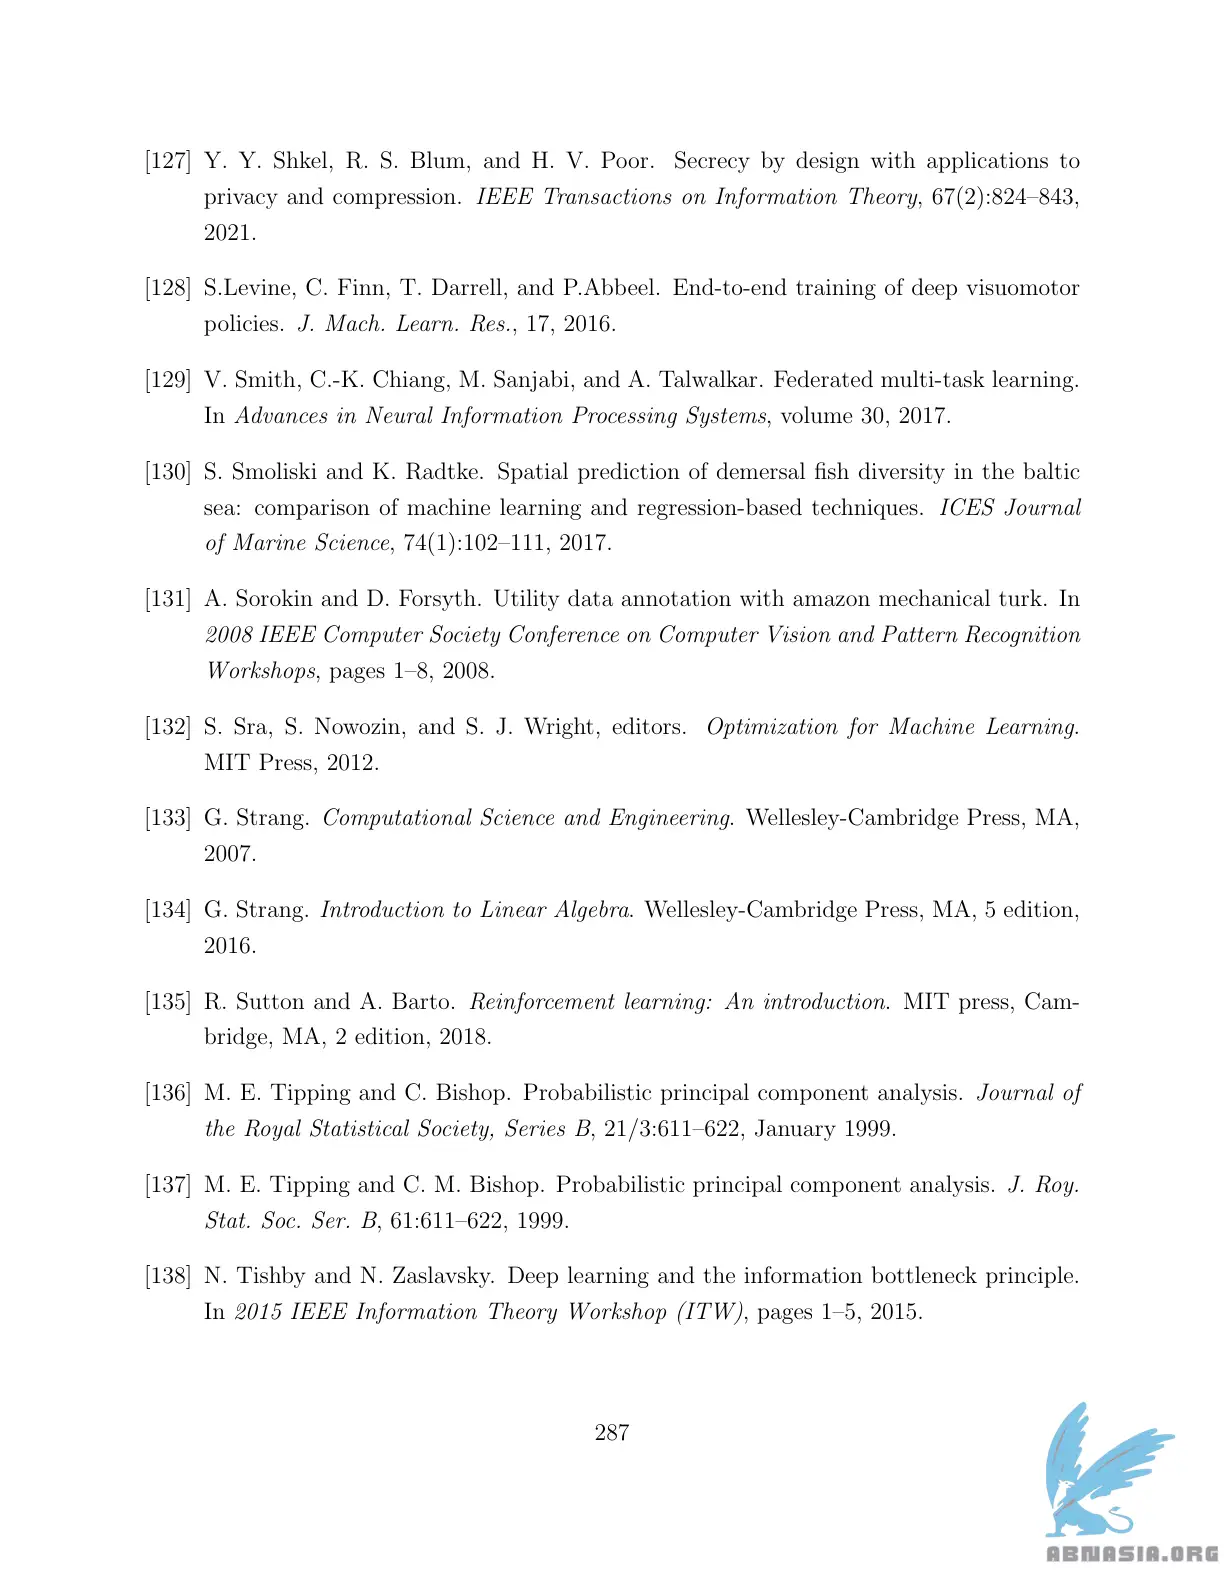 [127] Y. Y. Shkel, R. S. Blum, and H. V. Poor. Secrecy by design with applications to
privacy and compression. IEEE Transactions on Information Theory, 67(2):824–843,
2021.
[128] S.Levine, C. Finn, T. Darrell, and P.Abbeel. End-to-end training of deep visuomotor
policies. J. Mach. Learn. Res., 17, 2016.
[129] V. Smith, C.-K. Chiang, M. Sanjabi, and A. Talwalkar. Federated multi-task learning.
In Advances in Neural Information Processing Systems, volume 30, 2017.
[130] S. Smoliski and K. Radtke. Spatial prediction of demersal fish diversity in the baltic
sea: comparison of machine learning and regression-based techniques. ICES Journal
of Marine Science, 74(1):102–111, 2017.
[131] A. Sorokin and D. Forsyth. Utility data annotation with amazon mechanical turk. In
2008 IEEE Computer Society Conference on Computer Vision and Pattern Recognition
Workshops, pages 1–8, 2008.
[132] S. Sra, S. Nowozin, and S. J. Wright, editors. Optimization for Machine Learning.
MIT Press, 2012.
[133] G. Strang. Computational Science and Engineering. Wellesley-Cambridge Press, MA,
2007.
[134] G. Strang. Introduction to Linear Algebra. Wellesley-Cambridge Press, MA, 5 edition,
2016.
[135] R. Sutton and A. Barto. Reinforcement learning: An introduction. MIT press, Cam-
bridge, MA, 2 edition, 2018.
[136] M. E. Tipping and C. Bishop. Probabilistic principal component analysis. Journal of
the Royal Statistical Society, Series B, 21/3:611–622, January 1999.
[137] M. E. Tipping and C. M. Bishop. Probabilistic principal component analysis. J. Roy.
Stat. Soc. Ser. B, 61:611–622, 1999.
[138] N. Tishby and N. Zaslavsky. Deep learning and the information bottleneck principle.
In 2015 IEEE Information Theory Workshop (ITW), pages 1–5, 2015.
287
ABNASIA.ORG